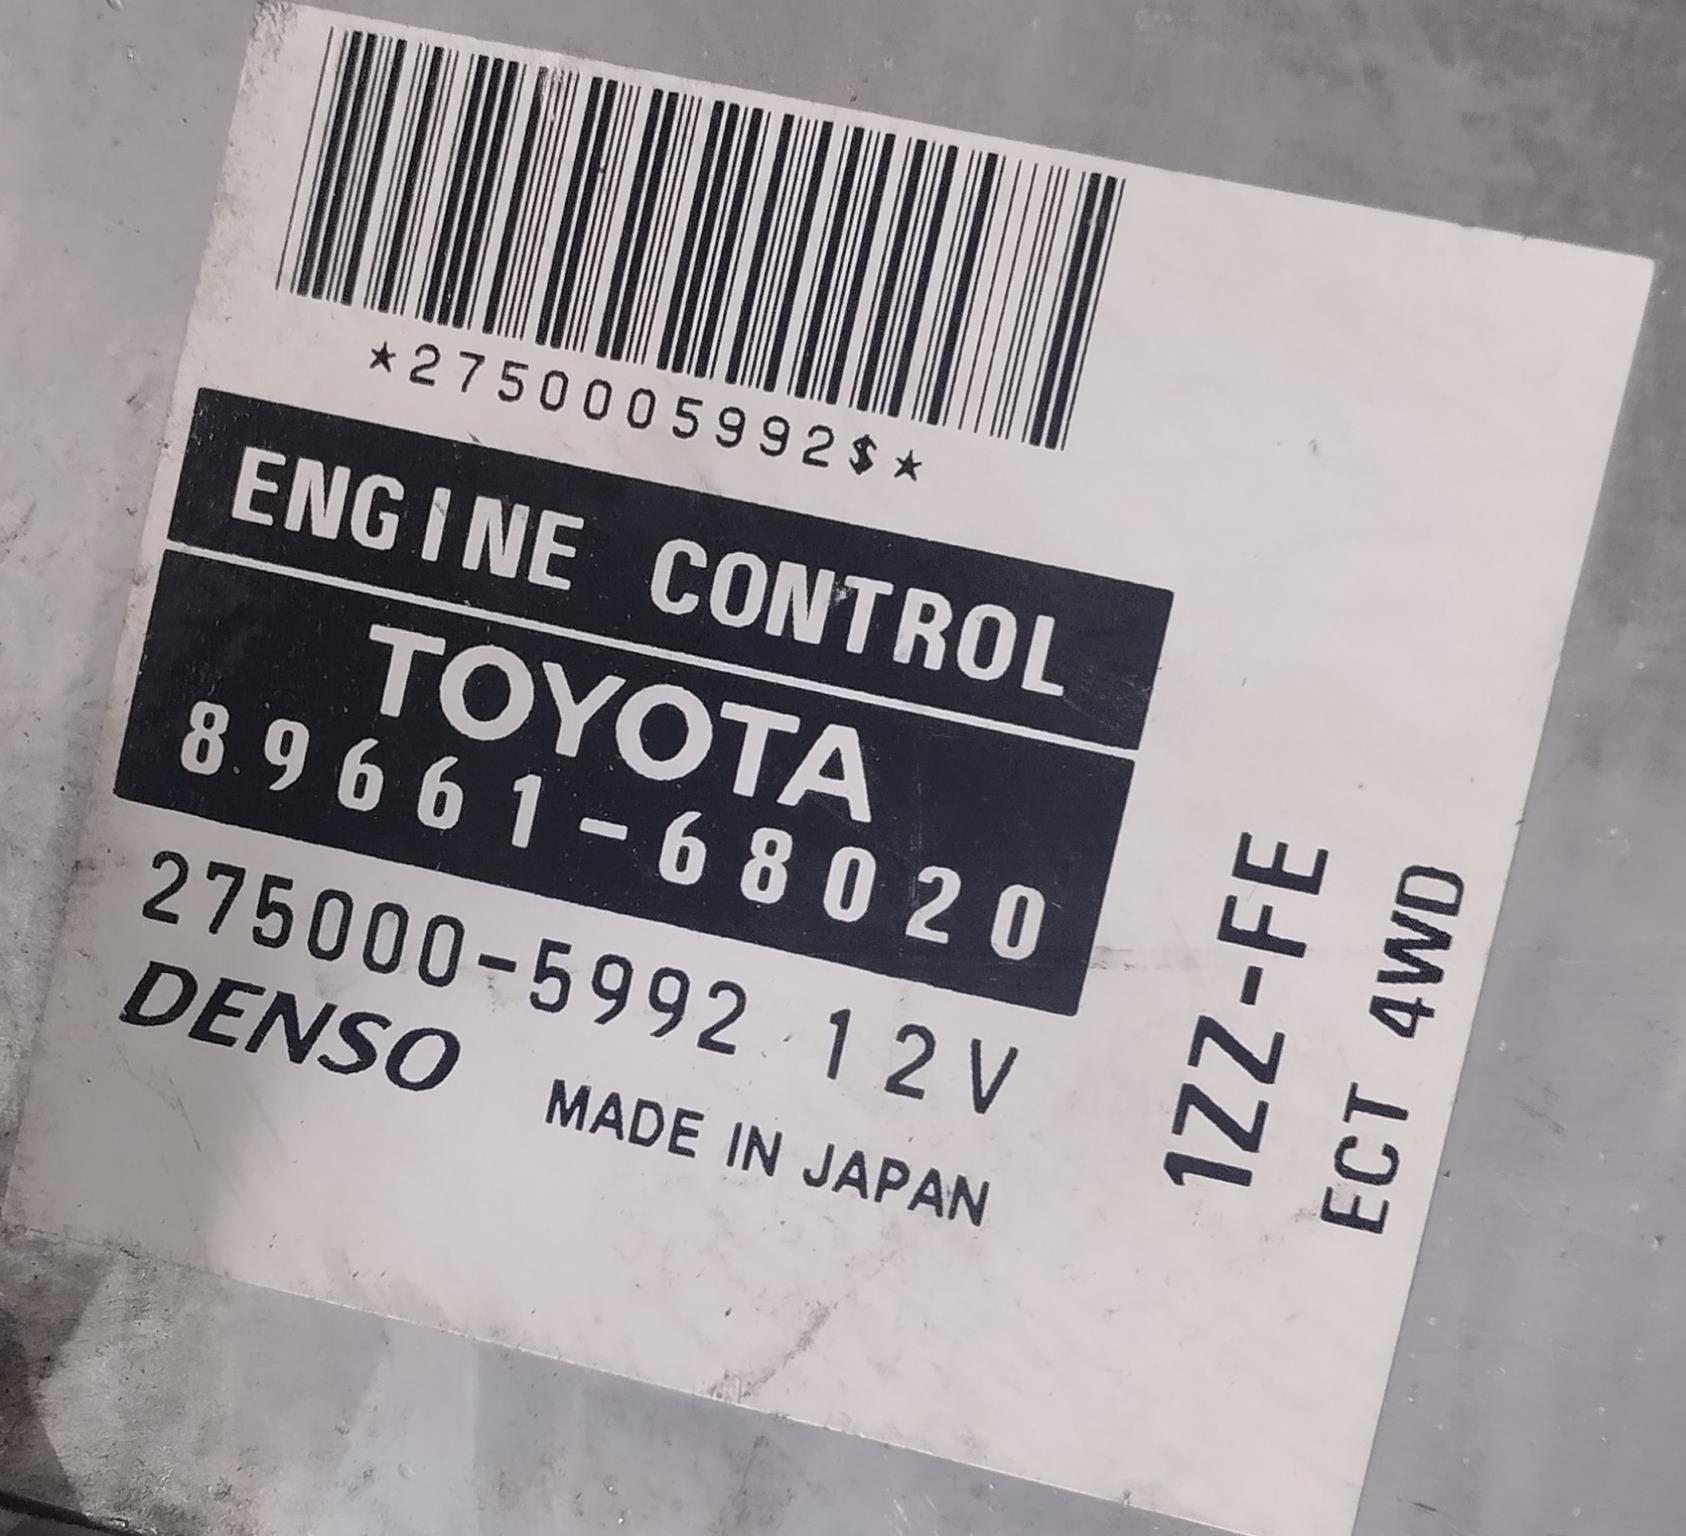 ★2750005992$★
ENGINE CONTROL
TOYOTA
89661-68020
275000-5992 12V
DENSO MADE IN JAPAN
1ZZ-FE
ECT 4WD